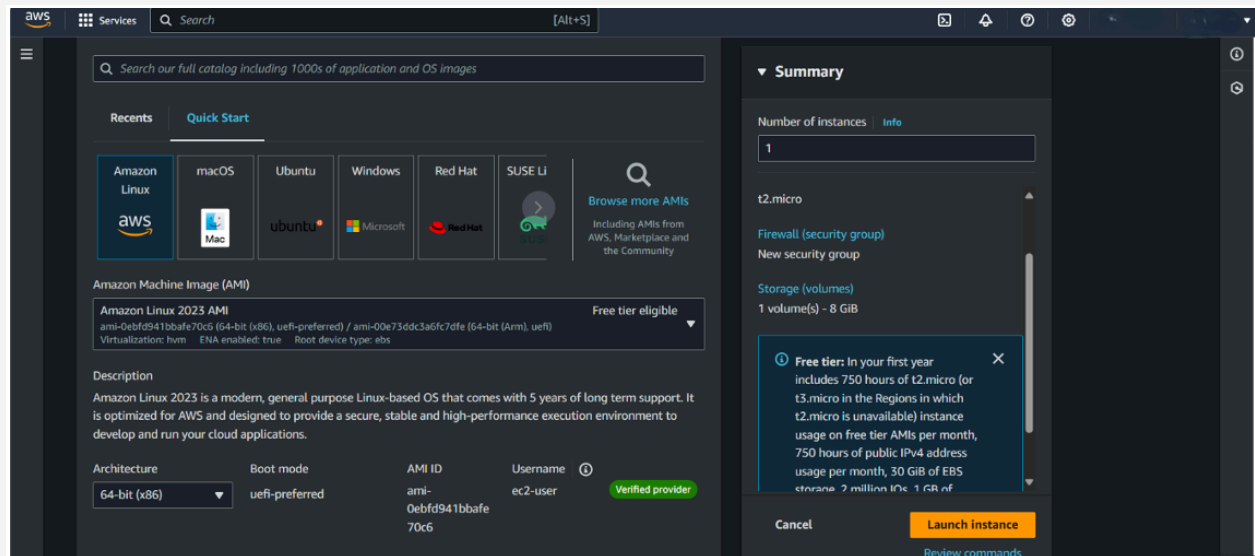 aws
Services
Search
[Alt+S]
Search our full catalog including 1000s of application and OS images
Recents
Quick Start
Amazon
Linux
aws
macOS
Mac
Ubuntu
ubuntu
Windows
Microsoft
Red Hat
RedHat
SUSE Li
SUS
Browse more AMIs
Including AMIs from
AWS, Marketplace and
the Community
Amazon Machine Image (AMI)
Amazon Linux 2023 AMI
Free tier eligible
ami-0ebfd941bbafe70c6 (64-bit (x86), uefi-preferred) / ami-00e73ddc3a6fc7dfe (64-bit (Arm), uefi)
Virtualization: hvm ENA enabled: true Root device type: ebs
Description
Amazon Linux 2023 is a modern, general purpose Linux-based OS that comes with 5 years of long term support. It
is optimized for AWS and designed to provide a secure, stable and high-performance execution environment to
develop and run your cloud applications.
Architecture
64-bit (x86)
Boot mode
uefi-preferred
AMI ID
ami-
0ebfd941bbafe
70c6
Username
ec2-user
Verified provider
Summary
Number of instances
Info
1
t2.micro
Firewall (security group)
New security group
Storage (volumes)
1 volume(s) - 8 GiB
Free tier: In your first year
includes 750 hours of t2.micro (or
t3.micro in the Regions in which
t2.micro is unavailable) instance
usage on free tier AMIs per month,
750 hours of public IPv4 address
usage per month, 30 GiB of EBS
storage, 2 million IOs, 1 GB of
Cancel
Launch instance
Review commands